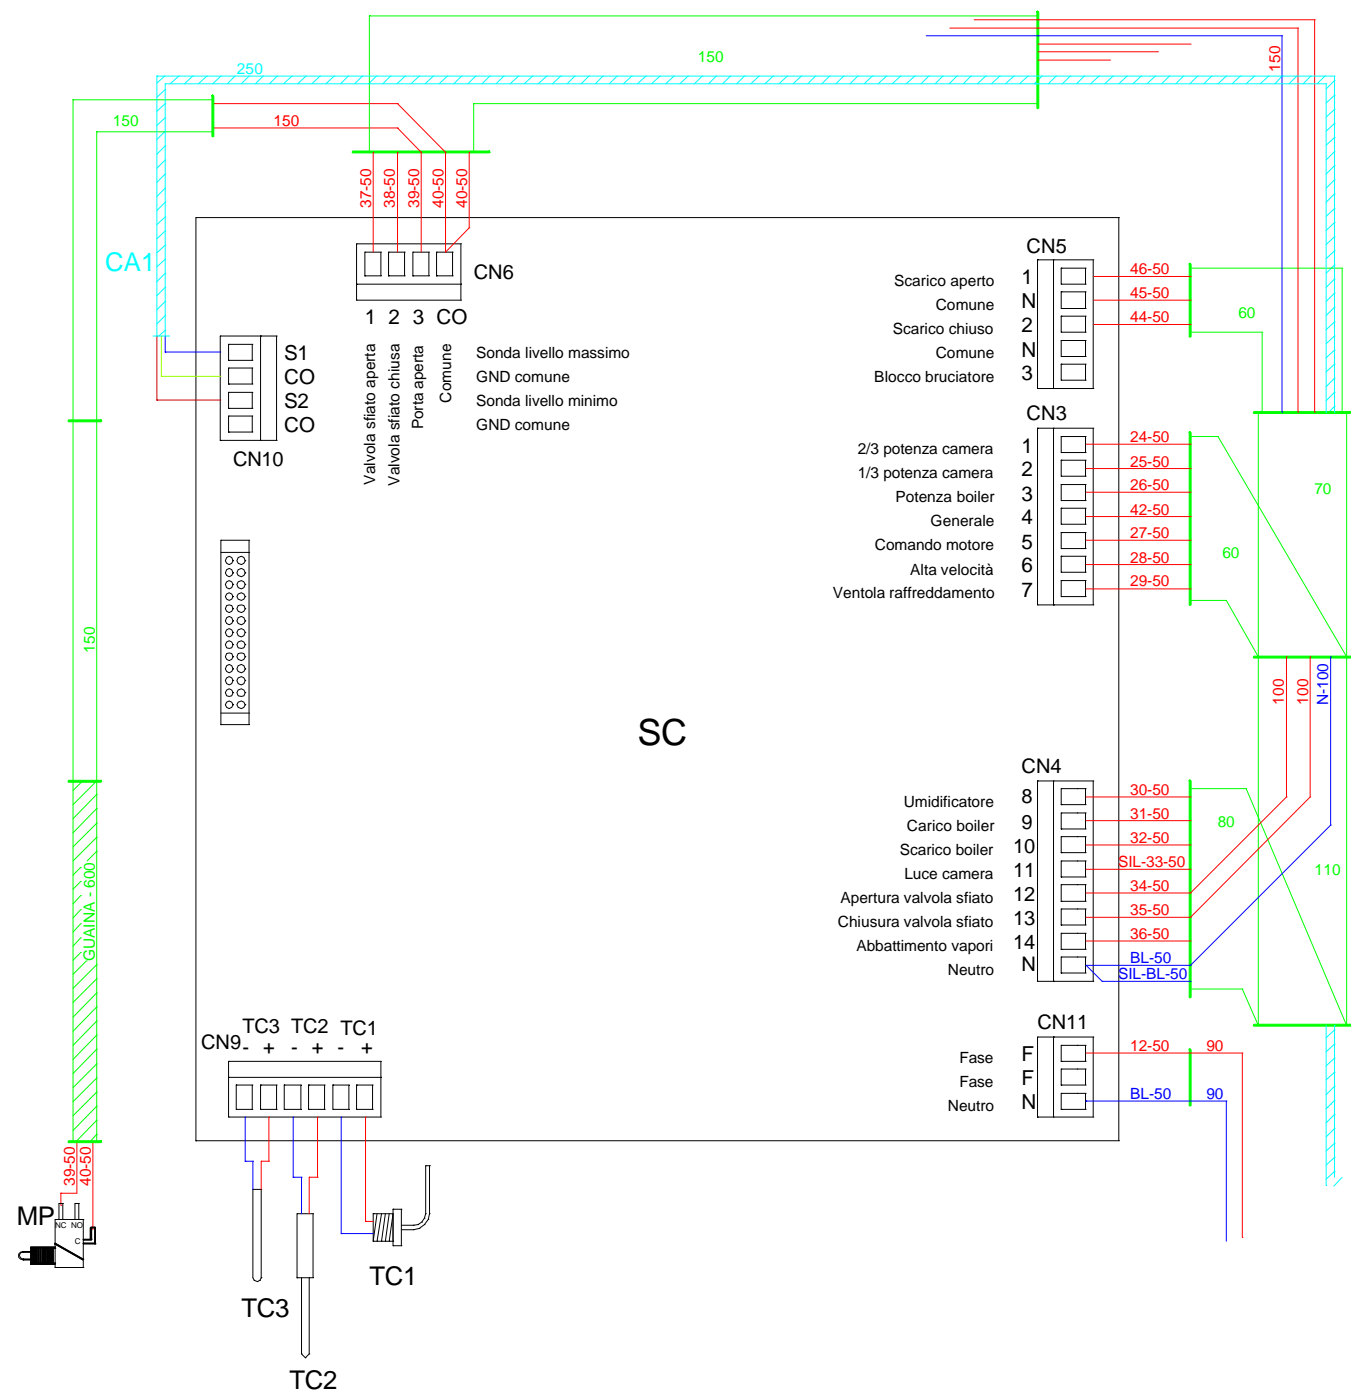 250
150
150
150
150
37-50
38-50
39-50
40-50
40-50
CA1
CN6
1 2 3 CO
Valvola sfiato aperta
Valvola sfiato chiusa
Porta aperta
Comune
S1 Sonda livello massimo
CO GND comune
S2 Sonda livello minimo
CO GND comune
CN10
CN5
Scarico aperto 1 46-50
Comune N 45-50
Scarico chiuso 2 44-50
Comune N
Blocco bruciatore 3
60
CN3
2/3 potenza camera 1 24-50
1/3 potenza camera 2 25-50
Potenza boiler 3 26-50
Generale 4 42-50
Comando motore 5 27-50
Alta velocità 6 28-50
Ventola raffreddamento 7 29-50
70
60
150
100
100
N-100
SC
CN4
Umidificatore 8 30-50
Carico boiler 9 31-50
Scarico boiler 10 32-50
Luce camera 11 SIL-33-50
Apertura valvola sfiato 12 34-50
Chiusura valvola sfiato 13 35-50
Abbattimento vapori 14 36-50
Neutro N BL-50
SIL-BL-50
80
110
GUAINA - 600
CN11
Fase F 12-50 90
Fase F
Neutro N BL-50 90
CN9
TC3 TC2 TC1
- + - + - +
39-50
40-50
MP
NC NO
C
TC1
TC3
TC2